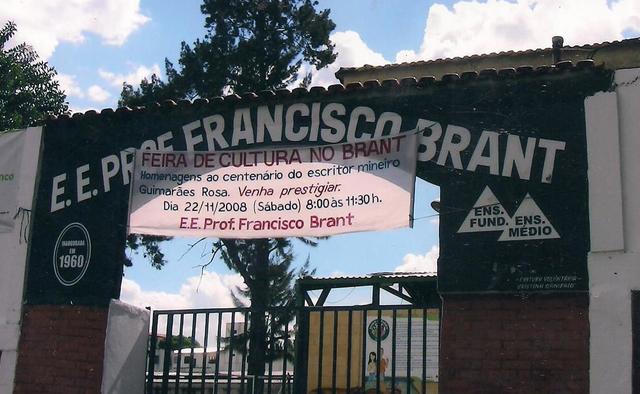 E. E. PROF. FRANCISCO BRANT
FEIRA DE CULTURA NO BRANT
Homenagens ao centenário do escritor mineiro
Guimarães Rosa. Venha prestigiar.
Dia 22/11/2008 (Sábado) 8:00 às 11:30 h.
E.E. Prof. Francisco Brant
INAUGURADA
EM
1960
ENS.
FUND.
ENS.
MÉDIO